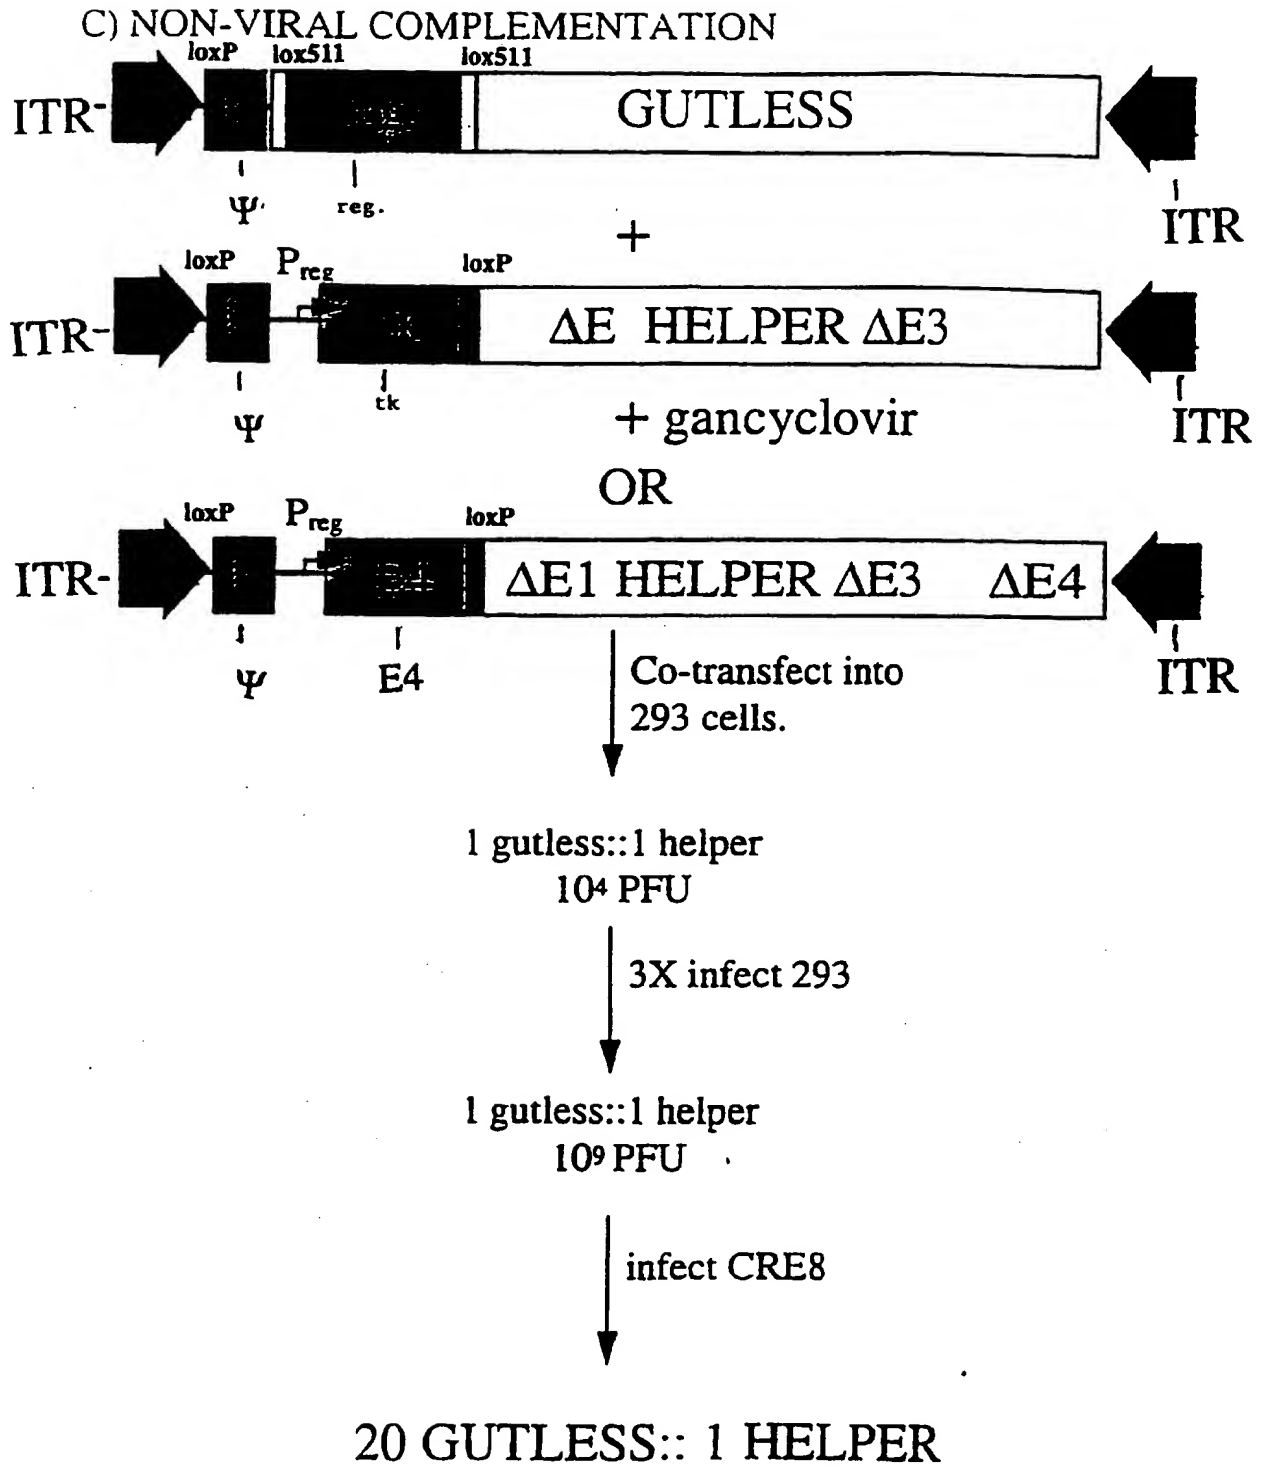 C) NON-VIRAL COMPLEMENTATION
loxP lox511 lox511
ITR- GUTLESS
Ψ reg. ITR
+
loxP Preg loxP
ITR- ΔE HELPER ΔE3
Ψ tk ITR
+ gancyclovir
OR
loxP Preg loxP
ITR- E4 ΔE1 HELPER ΔE3 ΔE4
Ψ E4 ITR
Co-transfect into
293 cells.
1 gutless::1 helper
10⁴ PFU
3X infect 293
1 gutless::1 helper
10⁹ PFU
infect CRE8
20 GUTLESS:: 1 HELPER